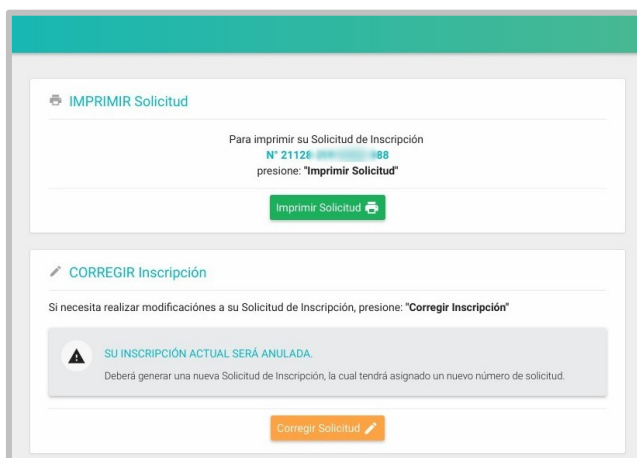 IMPRIMIR Solicitud
Para imprimir su Solicitud de Inscripción
N° 21128 988
presione: "Imprimir Solicitud"
Imprimir Solicitud
CORREGIR Inscripción
Si necesita realizar modificaciónes a su Solicitud de Inscripción, presione: "Corregir Inscripción"
SU INSCRIPCIÓN ACTUAL SERÁ ANULADA.
Deberá generar una nueva Solicitud de Inscripción, la cual tendrá asignado un nuevo número de solicitud.
Corregir Solicitud